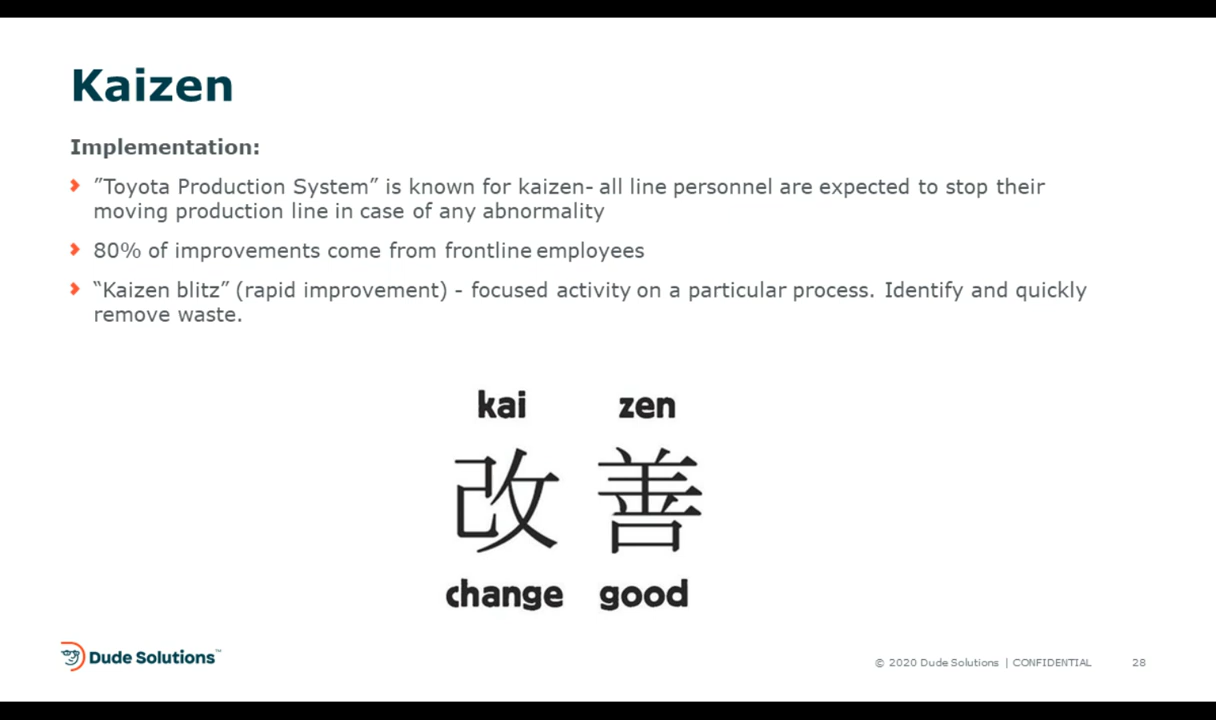 Kaizen
Implementation:
”Toyota Production System” is known for kaizen- all line personnel are expected to stop their
moving production line in case of any abnormality
80% of improvements come from frontline employees
“Kaizen blitz” (rapid improvement) - focused activity on a particular process. Identify and quickly
remove waste.
kai zen
改 善
change good
Dude Solutions™
© 2020 Dude Solutions | CONFIDENTIAL 28